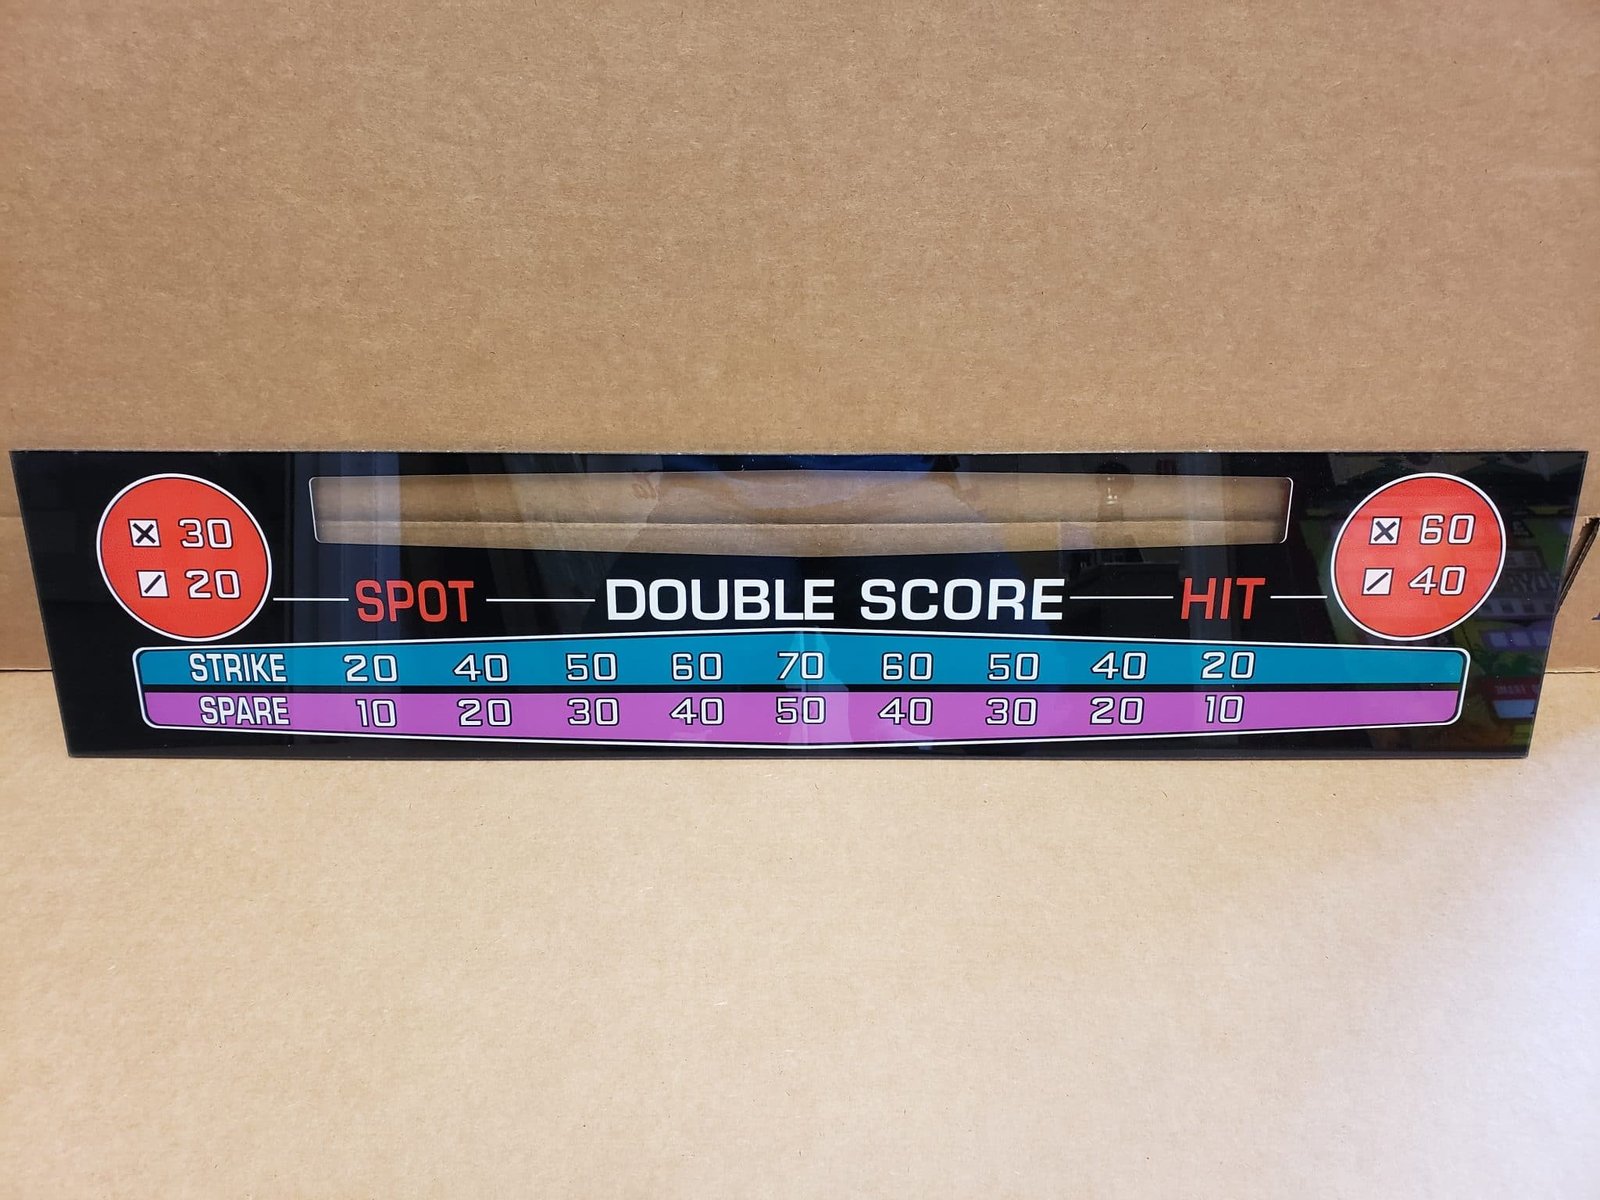 ☒ 30
⍁ 20
☒ 60
⍁ 40
SPOT DOUBLE SCORE HIT
STRIKE 20 40 50 60 70 60 50 40 20
SPARE 10 20 30 40 50 40 30 20 10